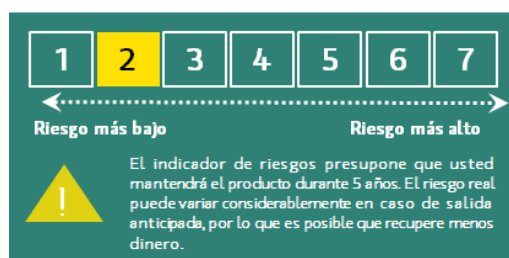 1 2 3 4 5 6 7
Riesgo más bajo Riesgo más alto
El indicador de riesgos presupone que usted
mantendrá el producto durante 5 años. El riesgo real
puede variar considerablemente en caso de salida
anticipada, por lo que es posible que recupere menos
dinero.
!